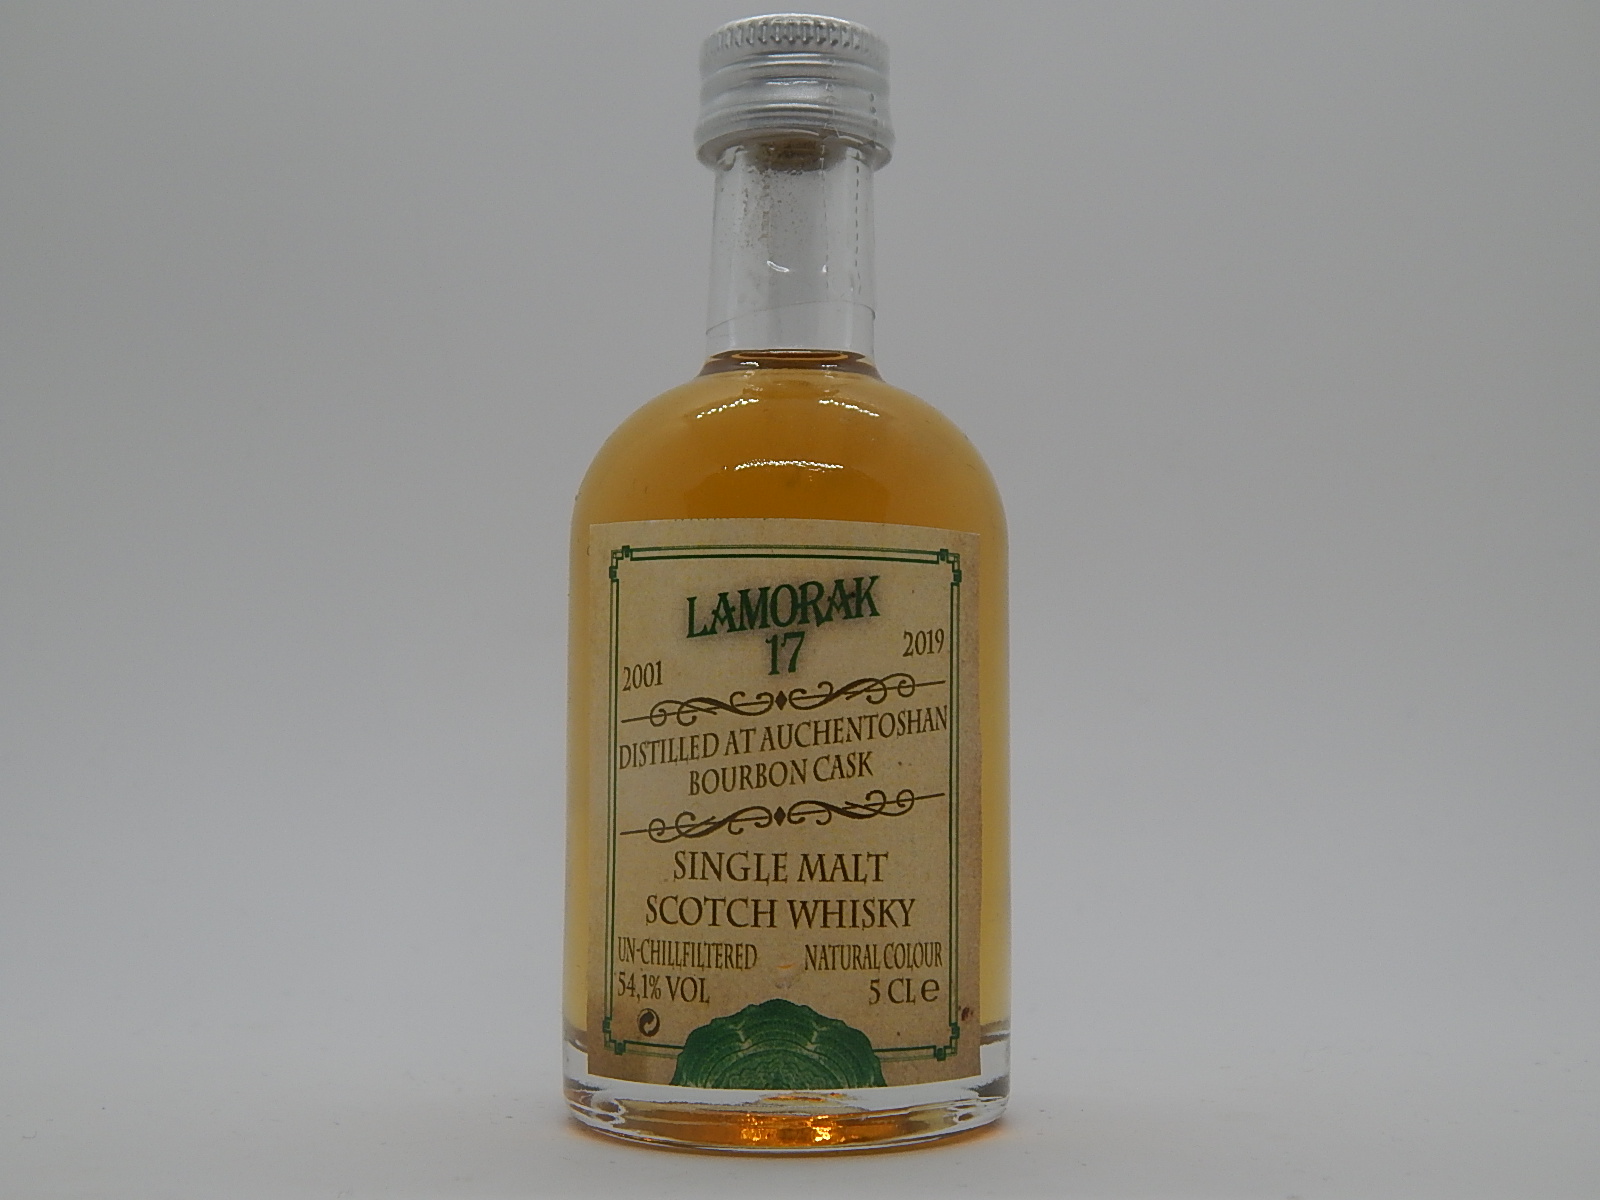 LAMORAK
17
2001 2019
DISTILLED AT AUCHENTOSHAN
BOURBON CASK
SINGLE MALT
SCOTCH WHISKY
UN-CHILLFILTERED NATURAL COLOUR
54,1% VOL 5 CL e